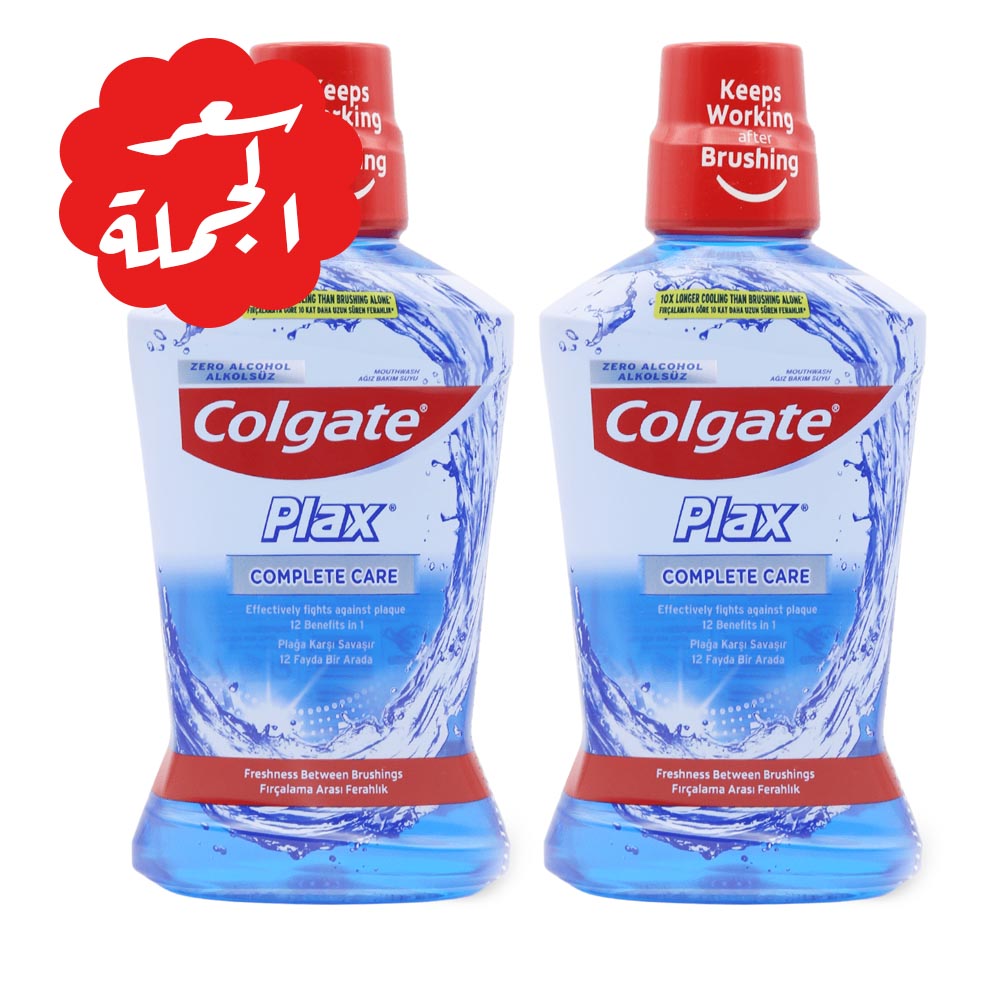 سعر
الجملة
Keeps
Working
after
Brushing
10X LONGER COOLING THAN BRUSHING ALONE*
FIRÇALAMAYA GÖRE 10 KAT DAHA UZUN SÜREN FERAHLIK*
ZERO ALCOHOL
ALKOLSÜZ
MOUTHWASH
AĞIZ BAKIM SUYU
Colgate®
Plax®
COMPLETE CARE
Effectively fights against plaque
12 Benefits in 1
Plağa Karşı Savaşır
12 Fayda Bir Arada
Freshness Between Brushings
Fırçalama Arası Ferahlık
ZERO ALCOHOL
ALKOLSÜZ
MOUTHWASH
AĞIZ BAKIM SUYU
Colgate®
Plax®
COMPLETE CARE
Effectively fights against plaque
12 Benefits in 1
Plağa Karşı Savaşır
12 Fayda Bir Arada
Freshness Between Brushings
Fırçalama Arası Ferahlık